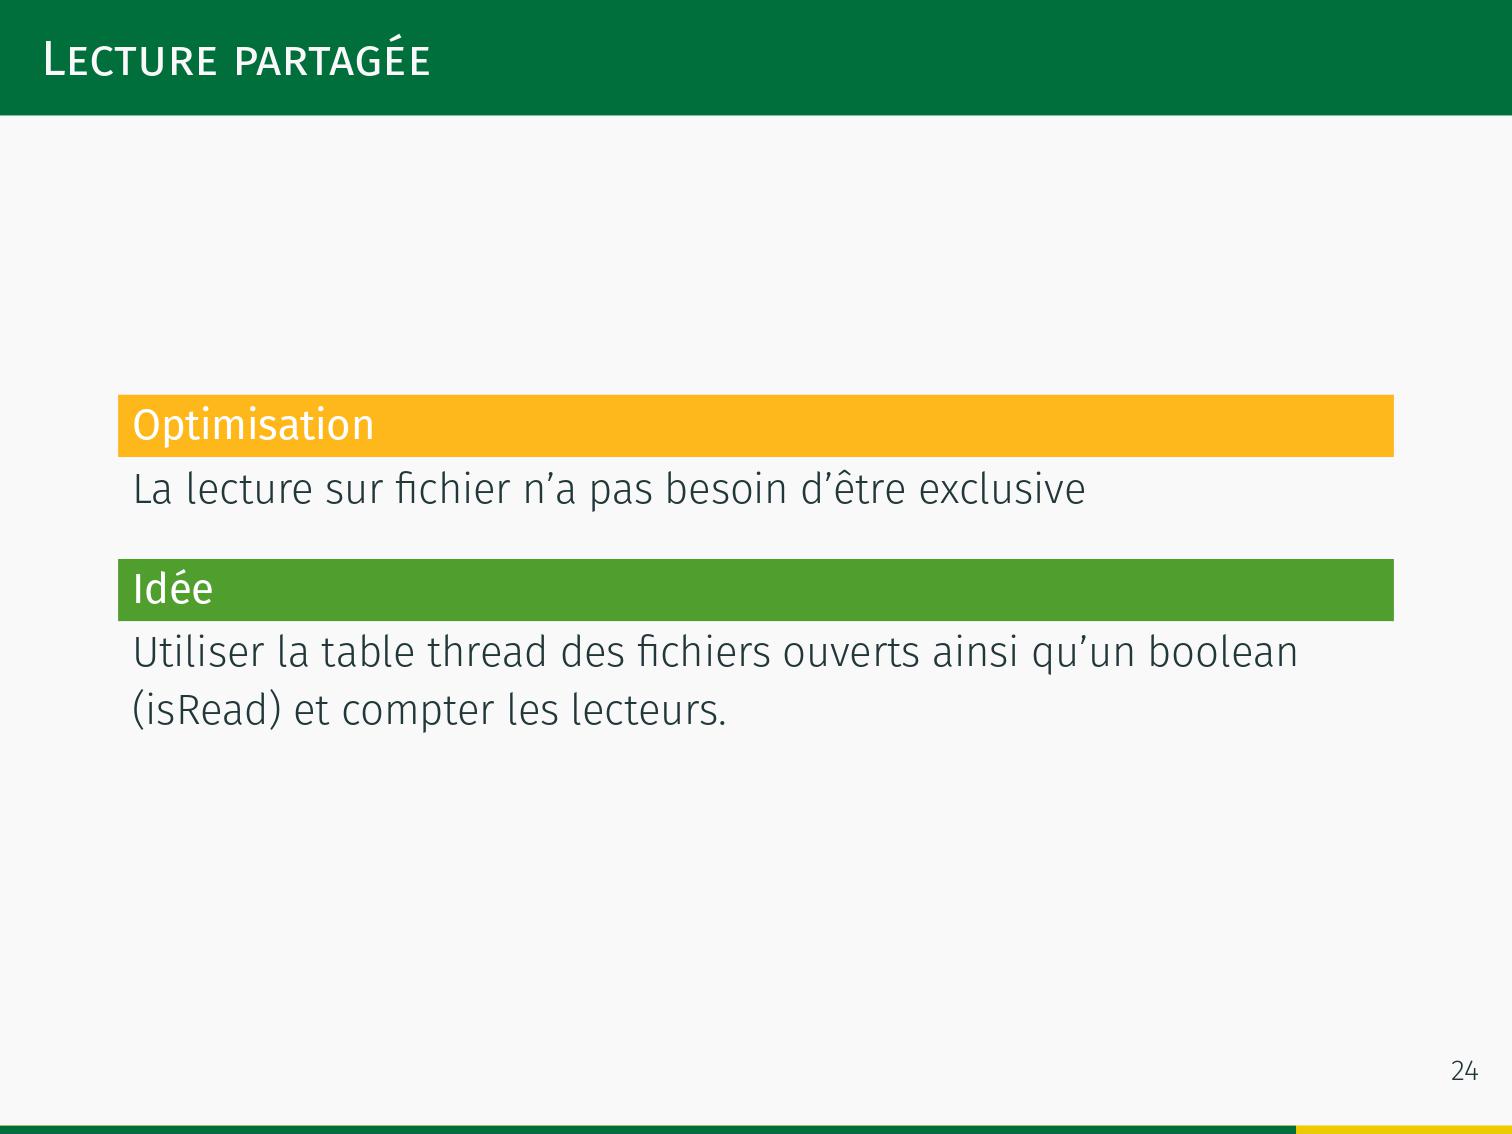 Lecture partagée
Optimisation
La lecture sur fichier n’a pas besoin d’être exclusive
Idée
Utiliser la table thread des fichiers ouverts ainsi qu’un boolean
(isRead) et compter les lecteurs.
24